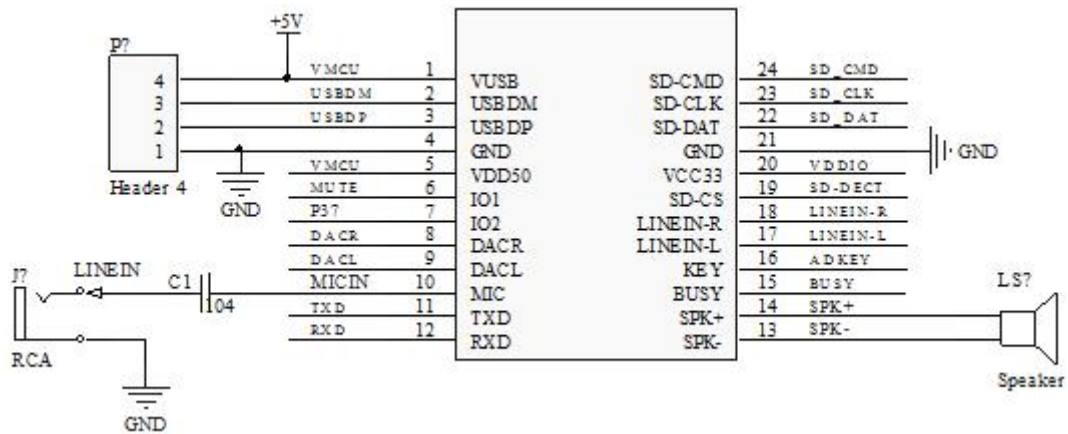 +5V
P?
4 VMCU 1 VUSB SD-CMD 24 SD_CMD
3 USBDM 2 USBDM SD-CLK 23 SD_CLK
2 USBDP 3 USBDP SD-DAT 22 SD_DAT
1 4 GND GND 21 GND
VMCU 5 VDD50 VCC33 20 VDDIO
Header 4 MUTE 6 IO1 SD-CS 19 SD-DECT
GND P37 7 IO2 LINEIN-R 18 LINEIN-R
DACR 8 DACR LINEIN-L 17 LINEIN-L
DACL 9 DACL KEY 16 ADKEY
J? LINEIN C1 104 MICIN 10 MIC BUSY 15 BUSY LS?
TXD 11 TXD SPK+ 14 SPK+
RXD 12 RXD SPK- 13 SPK-
RCA
Speaker
GND